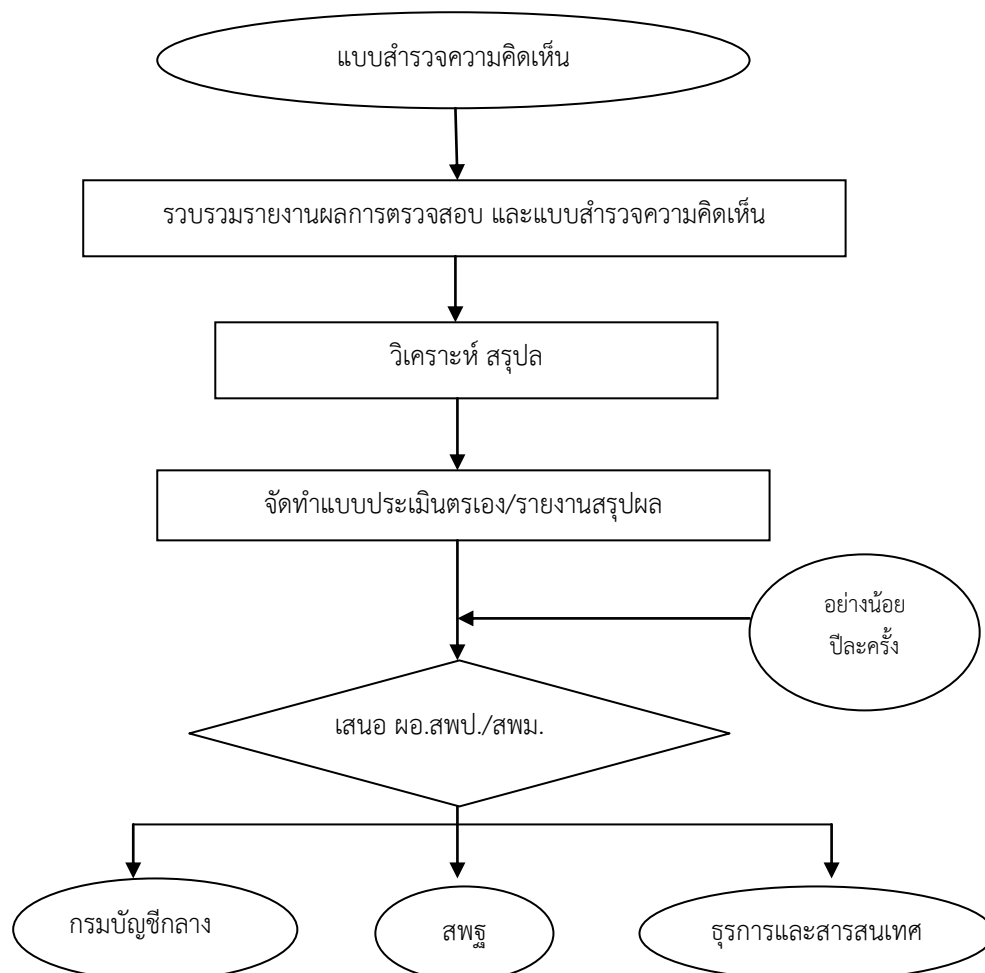 แบบสำรวจความคิดเห็น
รวบรวมรายงานผลการตรวจสอบ และแบบสำรวจความคิดเห็น
วิเคราะห์ สรุปล
จัดทำแบบประเมินตรเอง/รายงานสรุปผล
อย่างน้อย
ปีละครั้ง
เสนอ ผอ.สพป./สพม.
กรมบัญชีกลาง
สพฐ
ธุรการและสารสนเทศ